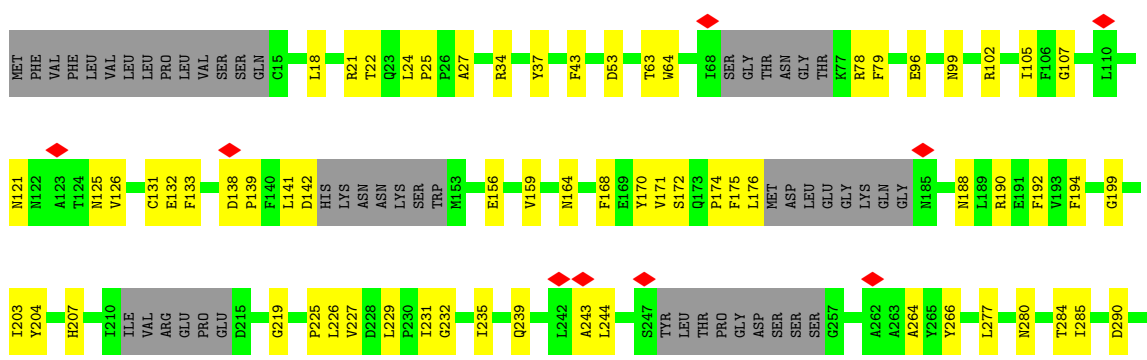 MET PHE VAL PHE LEU VAL LEU LEU PRO LEU VAL SER SER GLN C15 L18 R21 T22 Q23 L24 P25 P26 A27 R34 Y37 F43 D53 T63 W64 I68 SER GLY THR ASN GLY THR K77 R78 F79 E96 N99 R102 I105 F106 G107 L110
N121 N122 A123 T124 N125 V126 C131 E132 F133 D138 P139 F140 L141 D142 HIS LYS ASN ASN LYS SER TRP M153 E156 V159 N164 F168 E169 Y170 V171 S172 Q173 P174 F175 L176 MET ASP LEU GLU GLY LYS GLN GLY N185 N188 L189 R190 E191 F192 V193 F194 G199
I203 Y204 H207 I210 ILE VAL ARG GLU PRO GLU D215 G219 P225 L226 V227 D228 L229 P230 I231 G232 I235 Q239 L242 A243 L244 S247 TYR LEU THR PRO GLY ASP SER SER SER G257 A262 A263 A264 Y265 Y266 L277 N280 T284 I285 D290